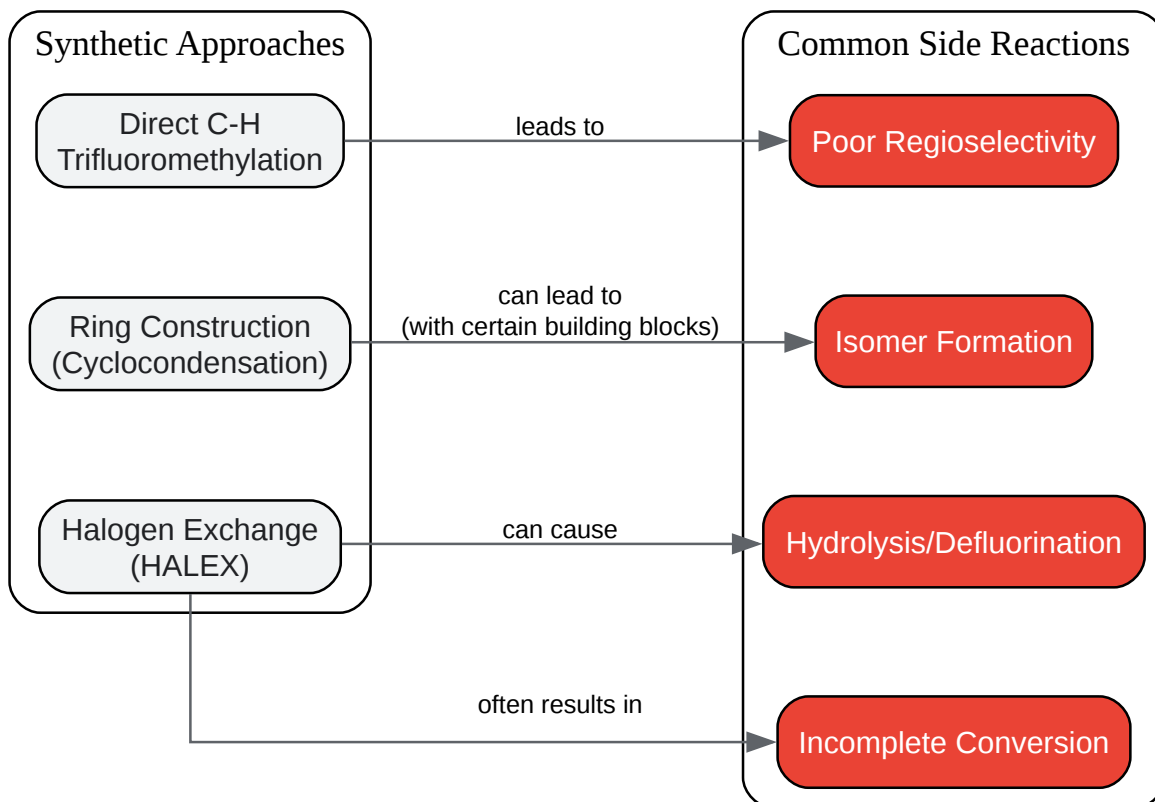 Synthetic Approaches
Common Side Reactions
Direct C-H
Trifluoromethylation
leads to
Poor Regioselectivity
Ring Construction
(Cyclocondensation)
can lead to
(with certain building blocks)
Isomer Formation
Halogen Exchange
(HALEX)
can cause
Hydrolysis/Defluorination
often results in
Incomplete Conversion